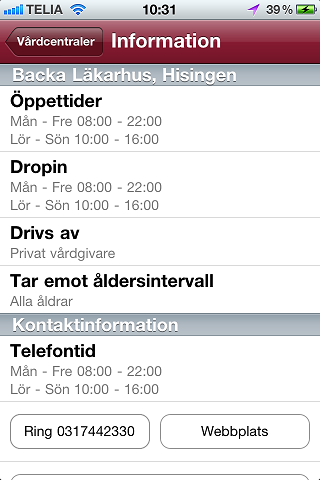 TELIA 10:31 39%
Vårdcentraler Information
Backa Läkarhus, Hisingen
Öppettider
Mån - Fre 08:00 - 22:00
Lör - Sön 10:00 - 16:00
Dropin
Mån - Fre 08:00 - 22:00
Lör - Sön 10:00 - 16:00
Drivs av
Privat vårdgivare
Tar emot åldersintervall
Alla åldrar
Kontaktinformation
Telefontid
Mån - Fre 08:00 - 22:00
Lör - Sön 10:00 - 16:00
Ring 0317442330 Webbplats